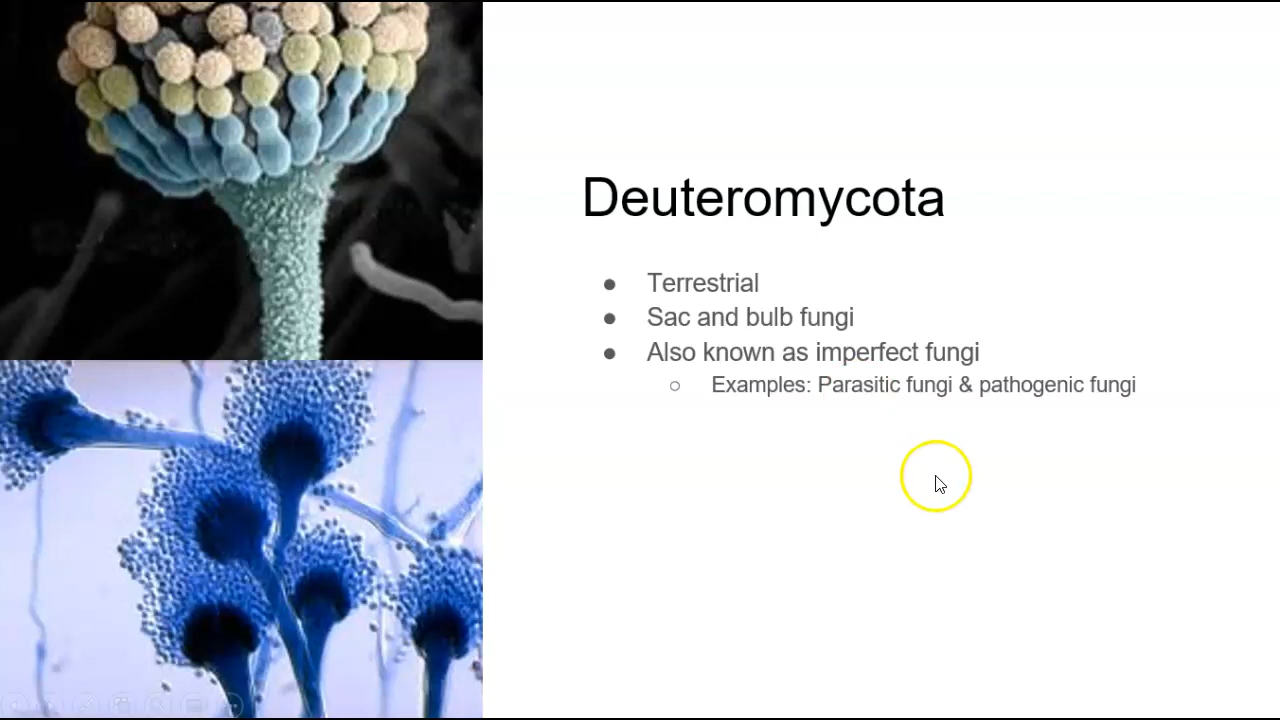 Deuteromycota
● Terrestrial
● Sac and bulb fungi
● Also known as imperfect fungi
○ Examples: Parasitic fungi & pathogenic fungi